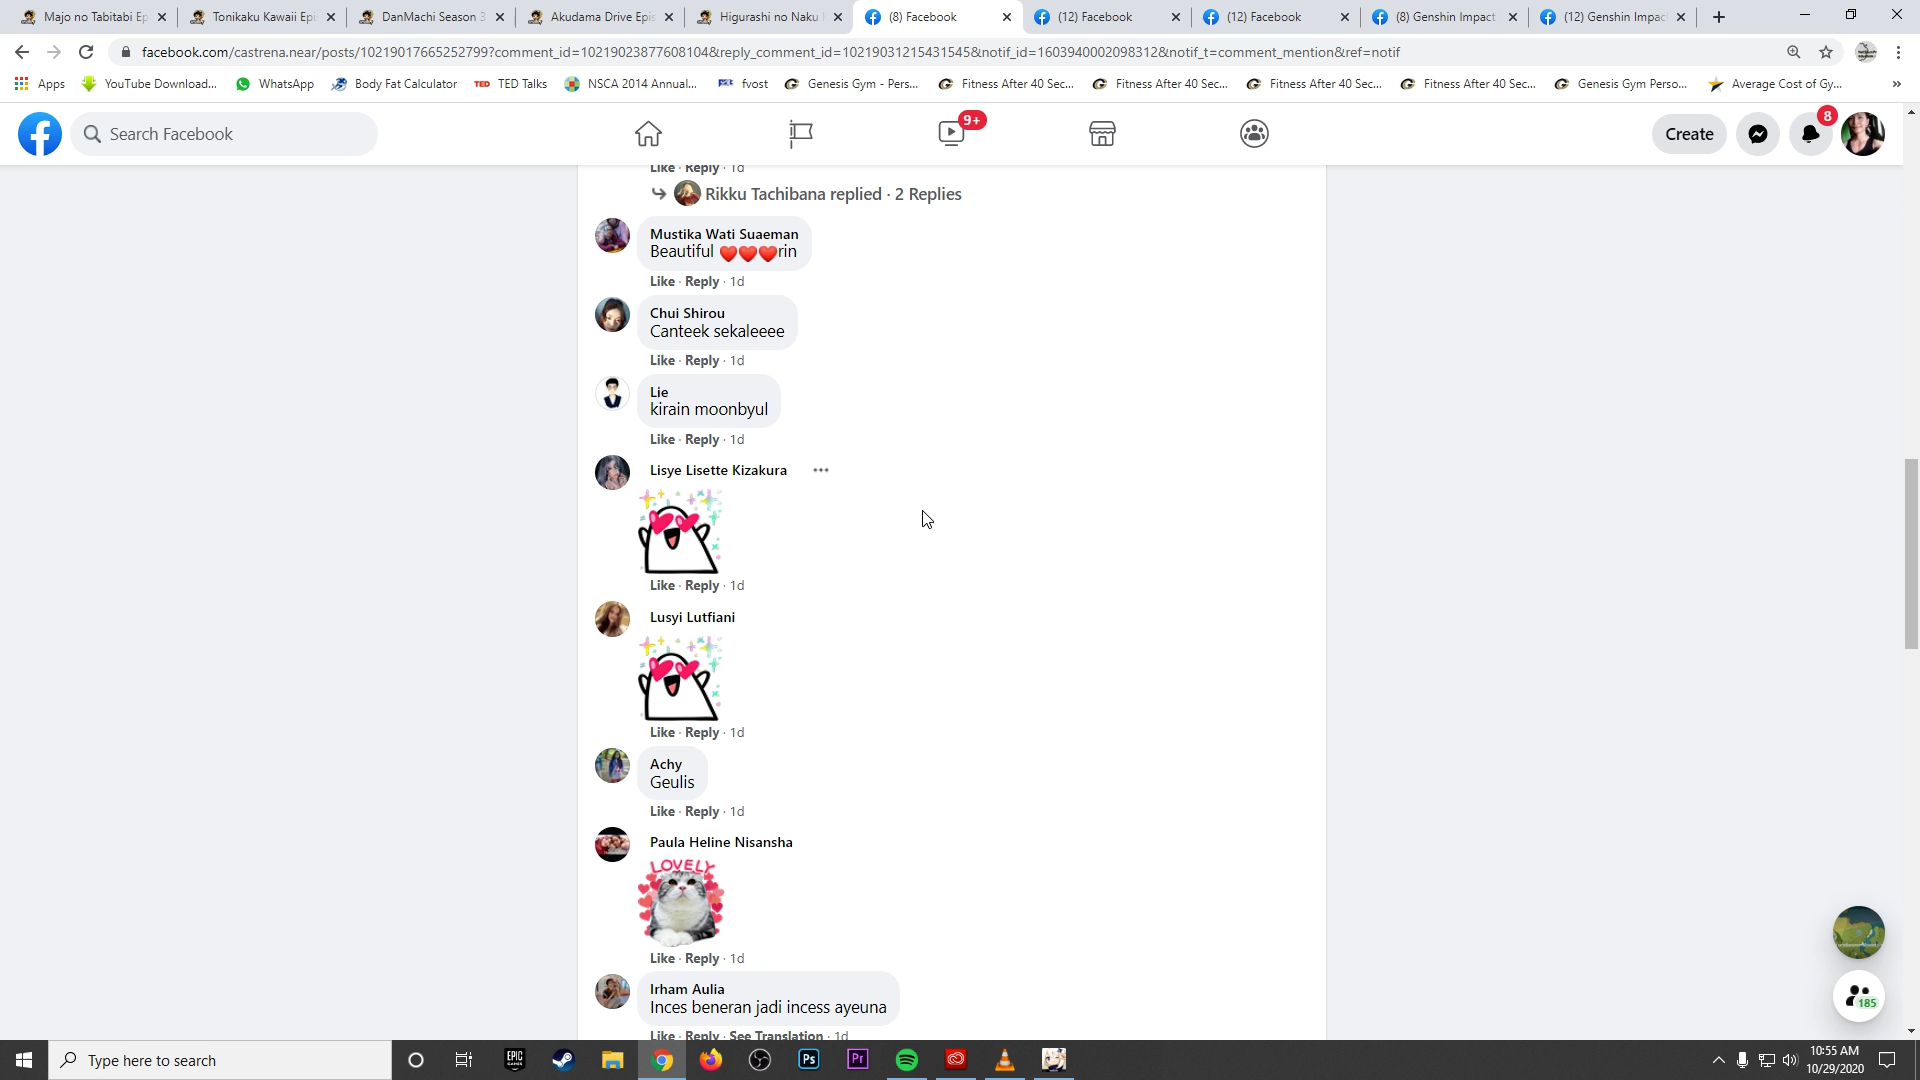 Majo no Tabitabi Ep
Tonikaku Kawaii Epi
DanMachi Season 3
Akudama Drive Epis
Higurashi no Naku
(8) Facebook
(12) Facebook
(12) Facebook
(8) Genshin Impact
(12) Genshin Impac
facebook.com/castrena.near/posts/10219017665252799?comment_id=10219023877608104&reply_comment_id=10219031215431545&notif_id=1603940002098312&notif_t=comment_mention&ref=notif
Apps
YouTube Download...
WhatsApp
Body Fat Calculator
TED TED Talks
NSCA 2014 Annual...
fvost
Genesis Gym - Pers...
Fitness After 40 Sec...
Fitness After 40 Sec...
Fitness After 40 Sec...
Fitness After 40 Sec...
Genesis Gym Perso...
Average Cost of Gy...
»
Search Facebook
9+
Create
8
Like · Reply · 1d
Rikku Tachibana replied · 2 Replies
Mustika Wati Suaeman
Beautiful ❤️❤️❤️rin
Like · Reply · 1d
Chui Shirou
Canteek sekaleeee
Like · Reply · 1d
Lie
kirain moonbyul
Like · Reply · 1d
Lisye Lisette Kizakura
Like · Reply · 1d
Lusyi Lutfiani
Like · Reply · 1d
Achy
Geulis
Like · Reply · 1d
Paula Heline Nisansha
LOVELY
Like · Reply · 1d
Irham Aulia
Inces beneran jadi incess ayeuna
Like · Reply · See Translation · 1d
185
Type here to search
EPIC
GAMES
Ps
Pr
10:55 AM
10/29/2020